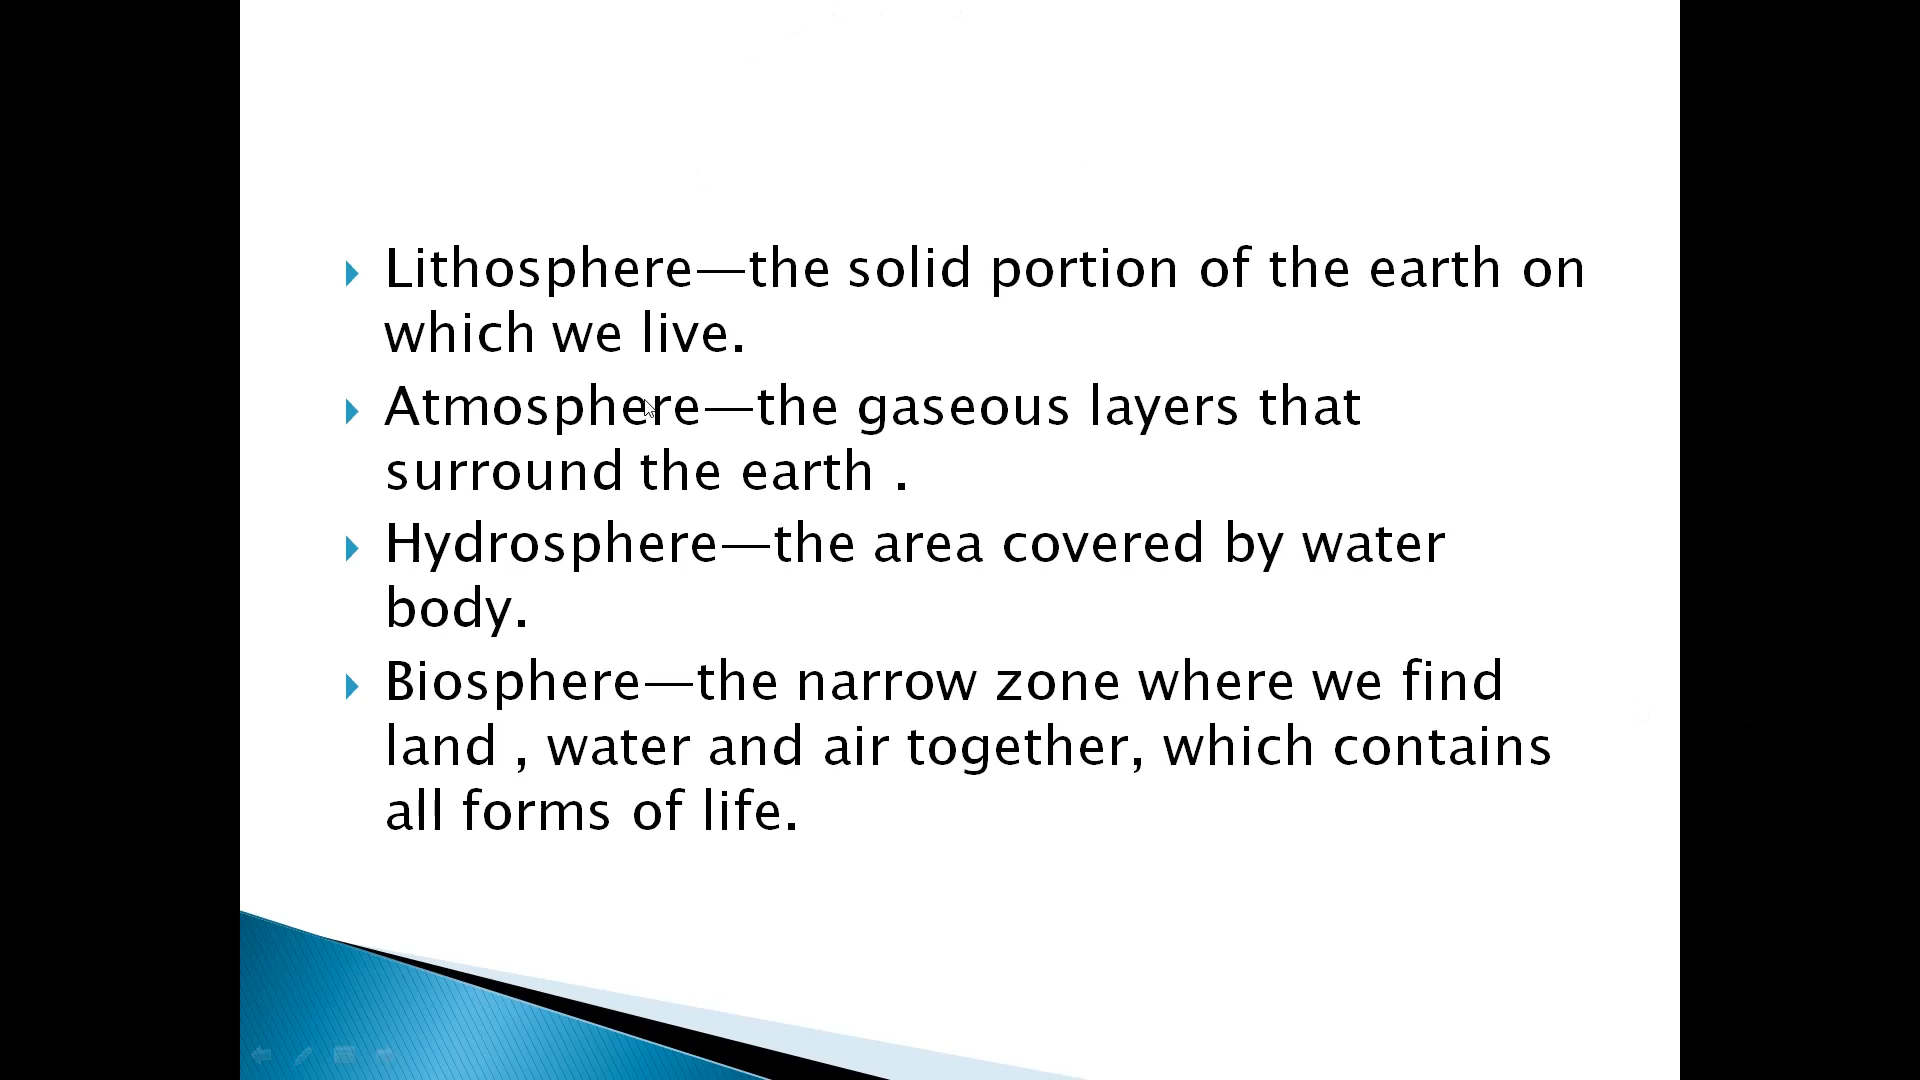 Lithosphere—the solid portion of the earth on
which we live.
Atmosphere—the gaseous layers that
surround the earth .
Hydrosphere—the area covered by water
body.
Biosphere—the narrow zone where we find
land , water and air together, which contains
all forms of life.